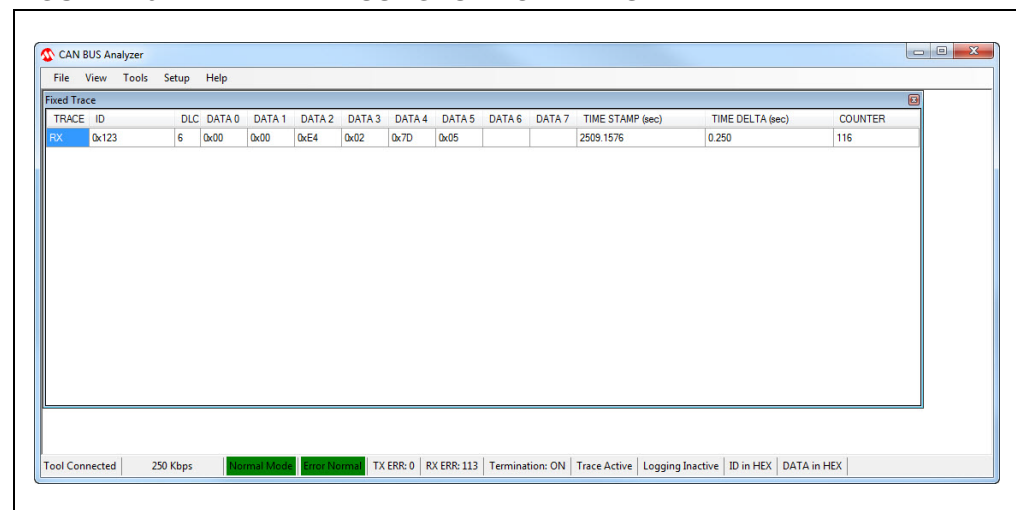 CAN BUS Analyzer
File View Tools Setup Help
Fixed Trace
TRACE ID DLC DATA 0 DATA 1 DATA 2 DATA 3 DATA 4 DATA 5 DATA 6 DATA 7 TIME STAMP (sec) TIME DELTA (sec) COUNTER
RX 0x123 6 0x00 0x00 0xE4 0x02 0x7D 0x05 2509.1576 0.250 116
Tool Connected 250 Kbps Normal Mode Error Normal TX ERR: 0 RX ERR: 113 Termination: ON Trace Active Logging Inactive ID in HEX DATA in HEX